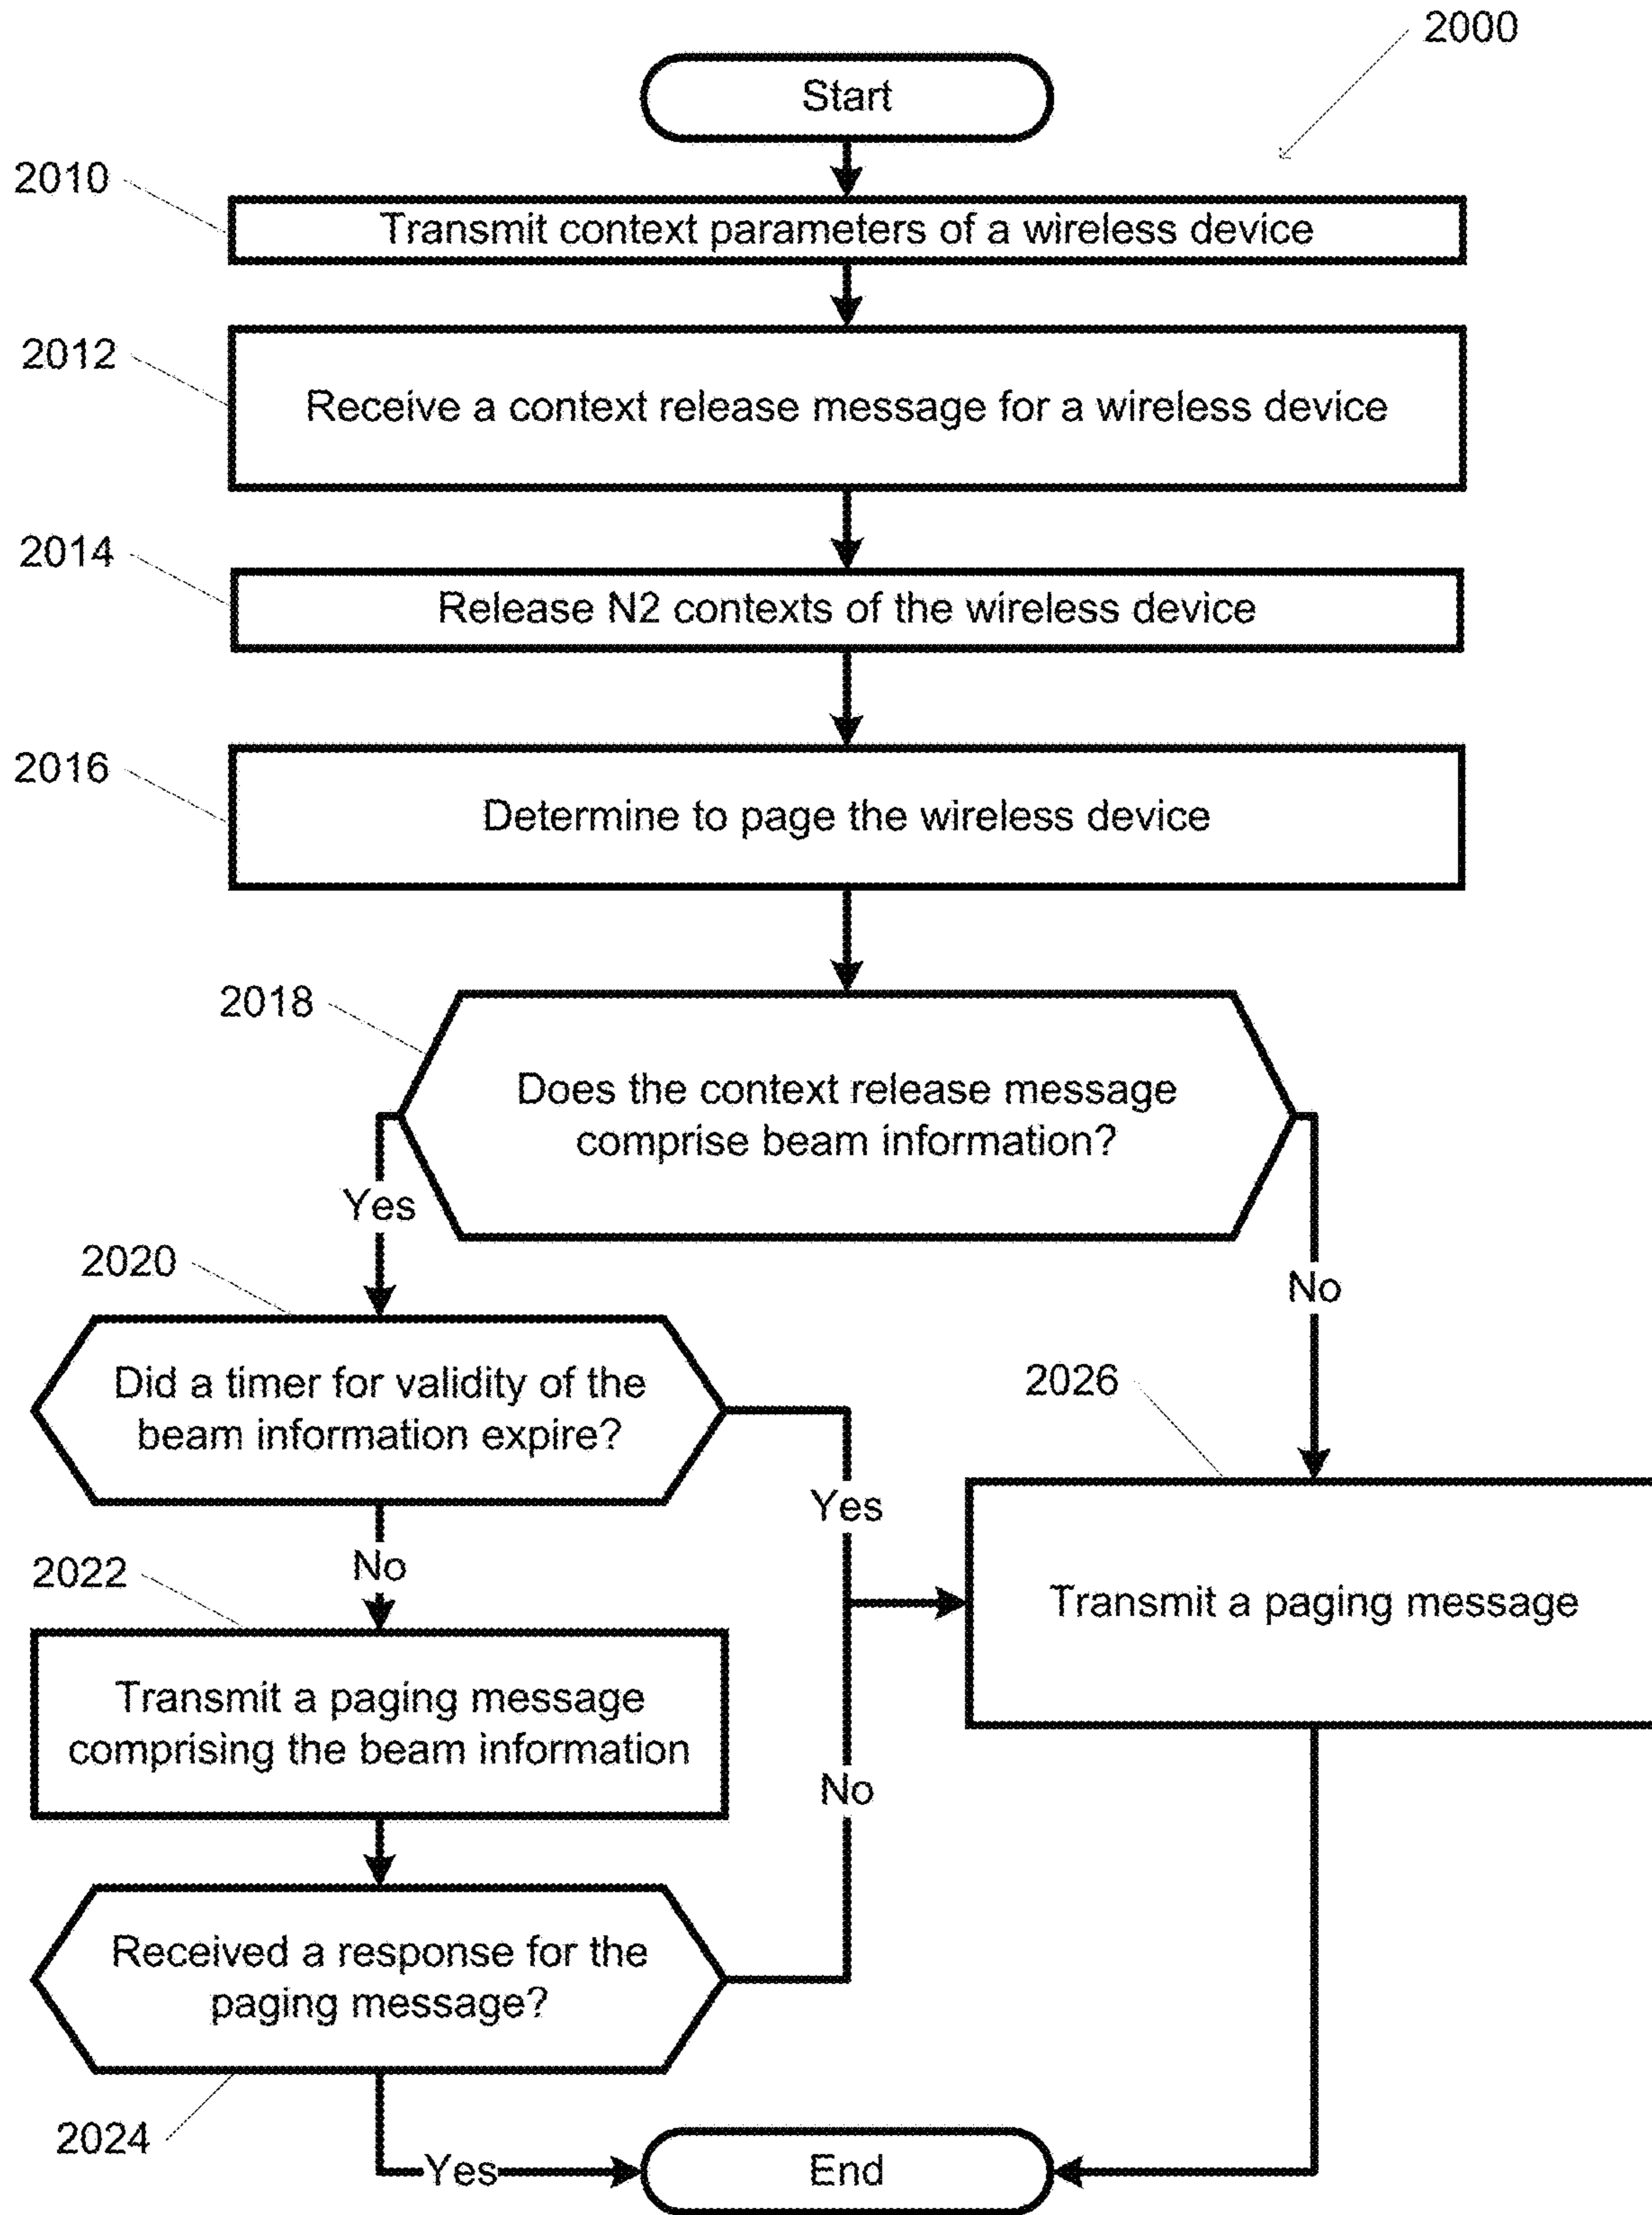 2000
Start
2010
Transmit context parameters of a wireless device
2012
Receive a context release message for a wireless device
2014
Release N2 contexts of the wireless device
2016
Determine to page the wireless device
2018
Does the context release message
comprise beam information?
Yes
No
2020
Did a timer for validity of the
beam information expire?
Yes
No
2026
Transmit a paging message
2022
Transmit a paging message
comprising the beam information
No
Received a response for the
paging message?
2024
Yes
End